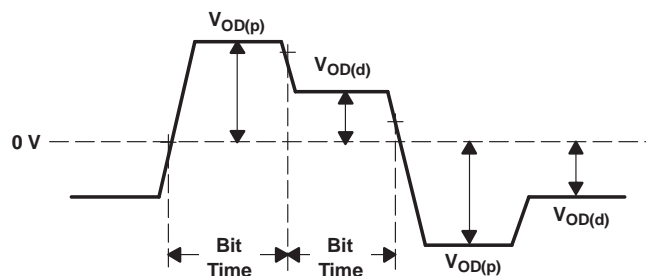 VOD(p)
VOD(d)
0 V
Bit
Time
Bit
Time
VOD(p)
VOD(d)